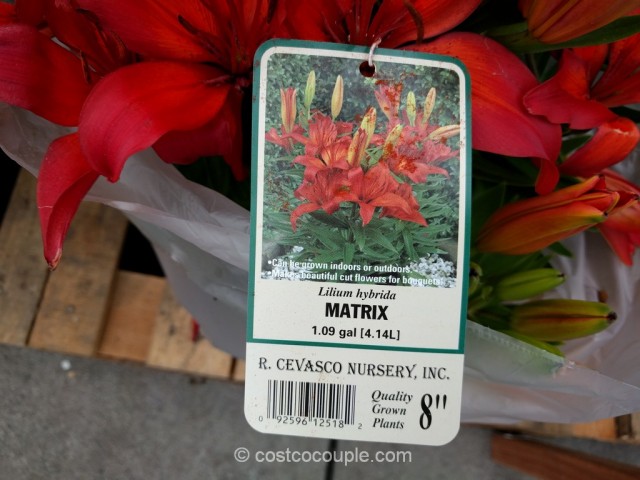 •Can be grown indoors or outdoors
•Make beautiful cut flowers for bouquets
Lilium hybrida
MATRIX
1.09 gal [4.14L]
R. CEVASCO NURSERY, INC.
0 92596 12518 2
Quality
Grown
Plants
8"
© costcocouple.com